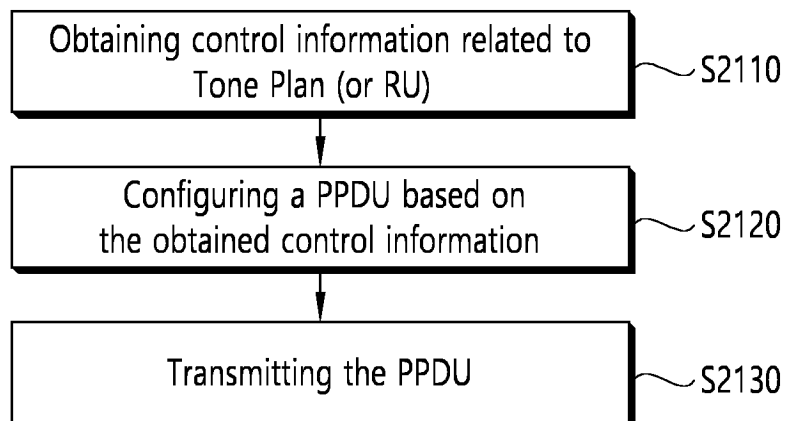 Obtaining control information related to
Tone Plan (or RU)
S2110
Configuring a PPDU based on
the obtained control information
S2120
Transmitting the PPDU
S2130